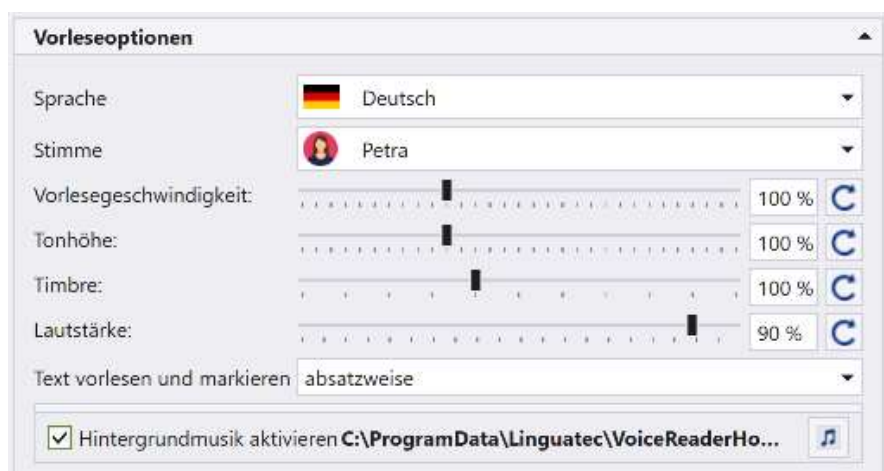 Vorleseoptionen
Sprache Deutsch
Stimme Petra
Vorlesegeschwindigkeit: 100 %
Tonhöhe: 100 %
Timbre: 100 %
Lautstärke: 90 %
Text vorlesen und markieren absatzweise
Hintergrundmusik aktivieren C:\ProgramData\Linguatec\VoiceReaderHo...